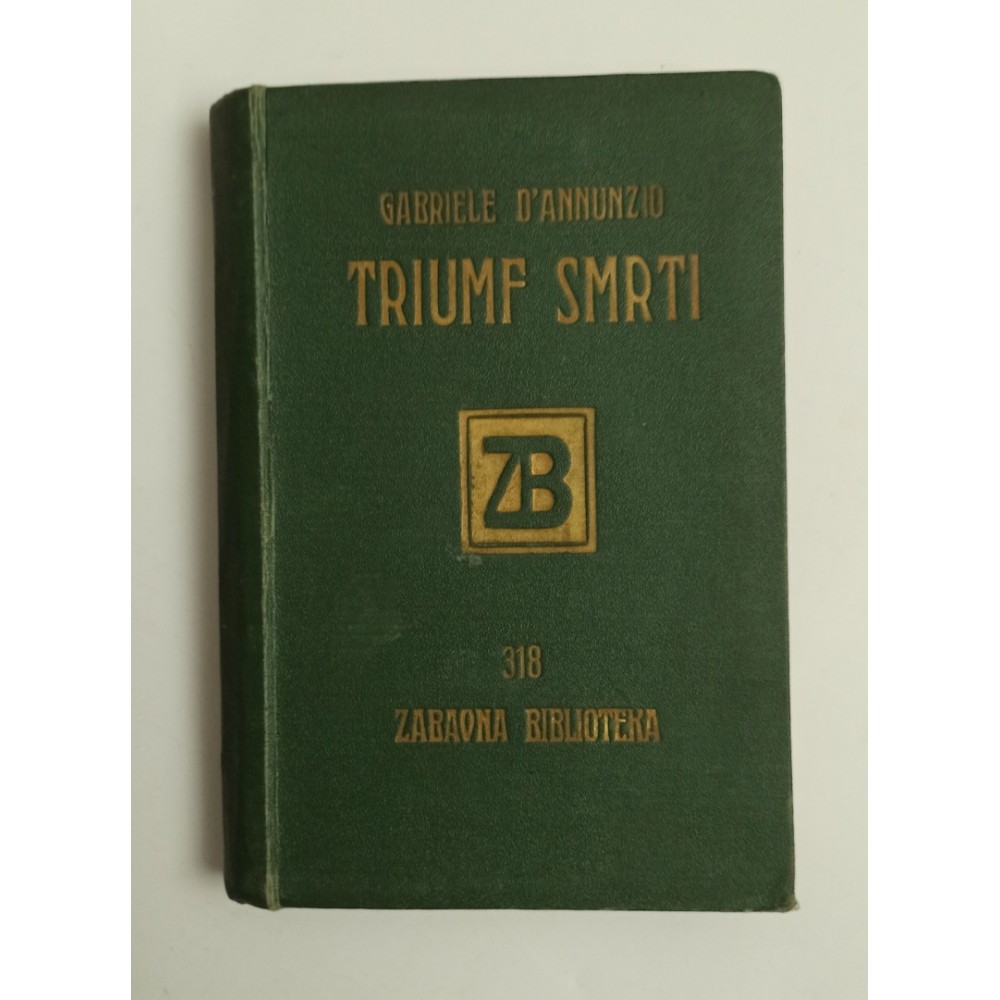 GABRIELE D'ANNUNZIO
TRIUMF SMRTI
ZB
318
ZABAVNA BIBLIOTEKA